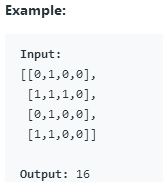 Example:
Input:
[[0,1,0,0],
[1,1,1,0],
[0,1,0,0],
[1,1,0,0]]
Output: 16